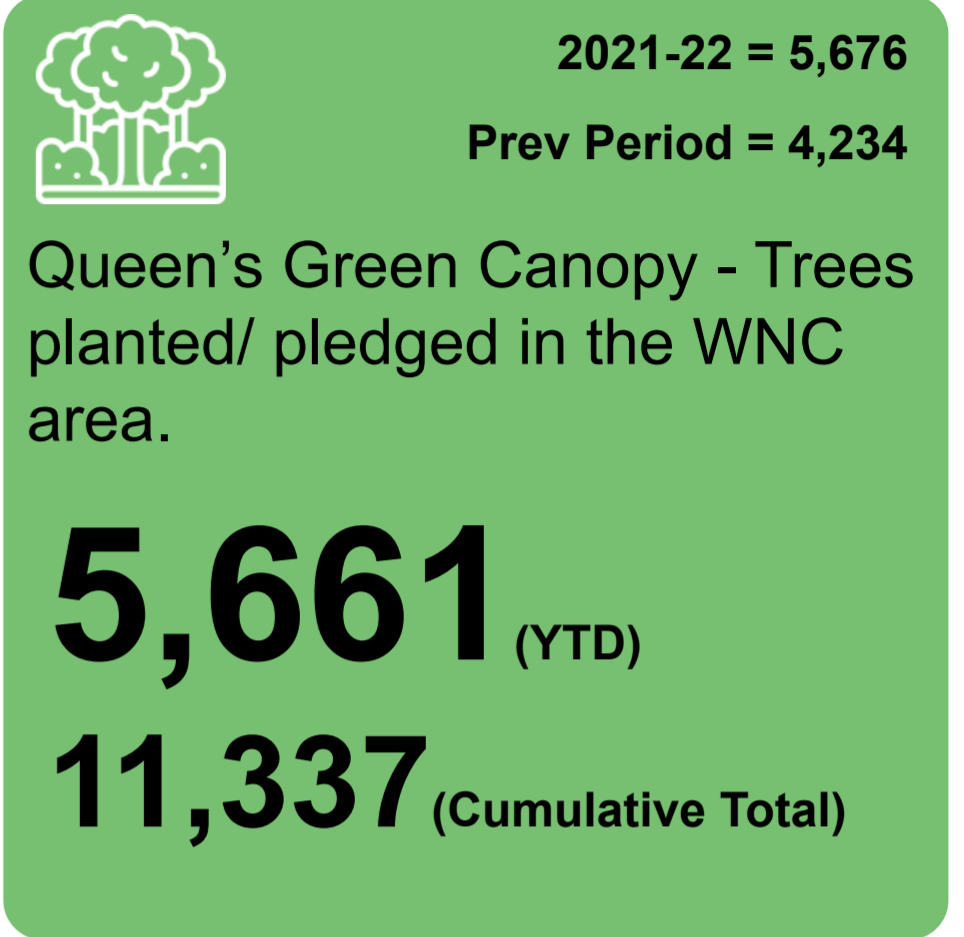 2021-22 = 5,676
Prev Period = 4,234
Queen’s Green Canopy - Trees
planted/ pledged in the WNC
area.
5,661 (YTD)
11,337 (Cumulative Total)